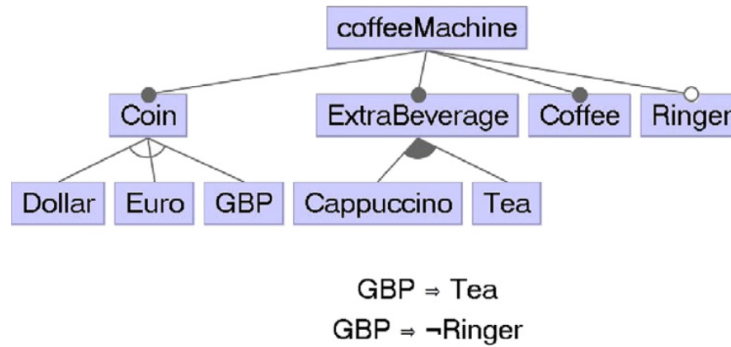 coffeeMachine
Coin ExtraBeverage Coffee Ringer
Dollar Euro GBP Cappuccino Tea
GBP ⇒ Tea
GBP ⇒ ¬Ringer